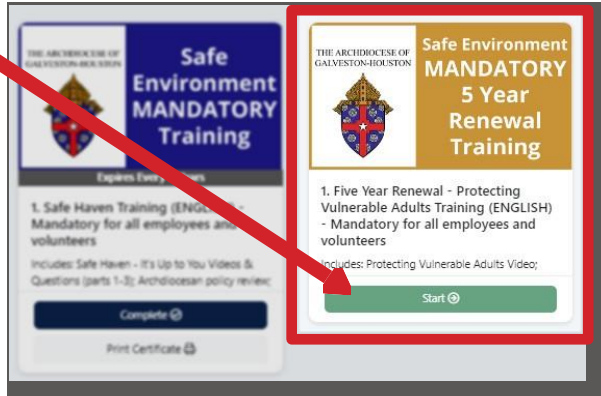 THE ARCHDIOCESE OF
GALVESTON-HOUSTON
Safe
Environment
MANDATORY
Training
Expires Every
1. Safe Haven Training (ENGLISH) -
Mandatory for all employees and
volunteers
Includes: Safe Haven - It's Up to You Videos &
Questions (parts 1-3); Archdiocesan policy review;
Complete
Print Certificate
THE ARCHDIOCESE OF
GALVESTON-HOUSTON
Safe Environment
MANDATORY
5 Year
Renewal
Training
1. Five Year Renewal - Protecting
Vulnerable Adults Training (ENGLISH)
- Mandatory for all employees and
volunteers
Includes: Protecting Vulnerable Adults Video;
Start